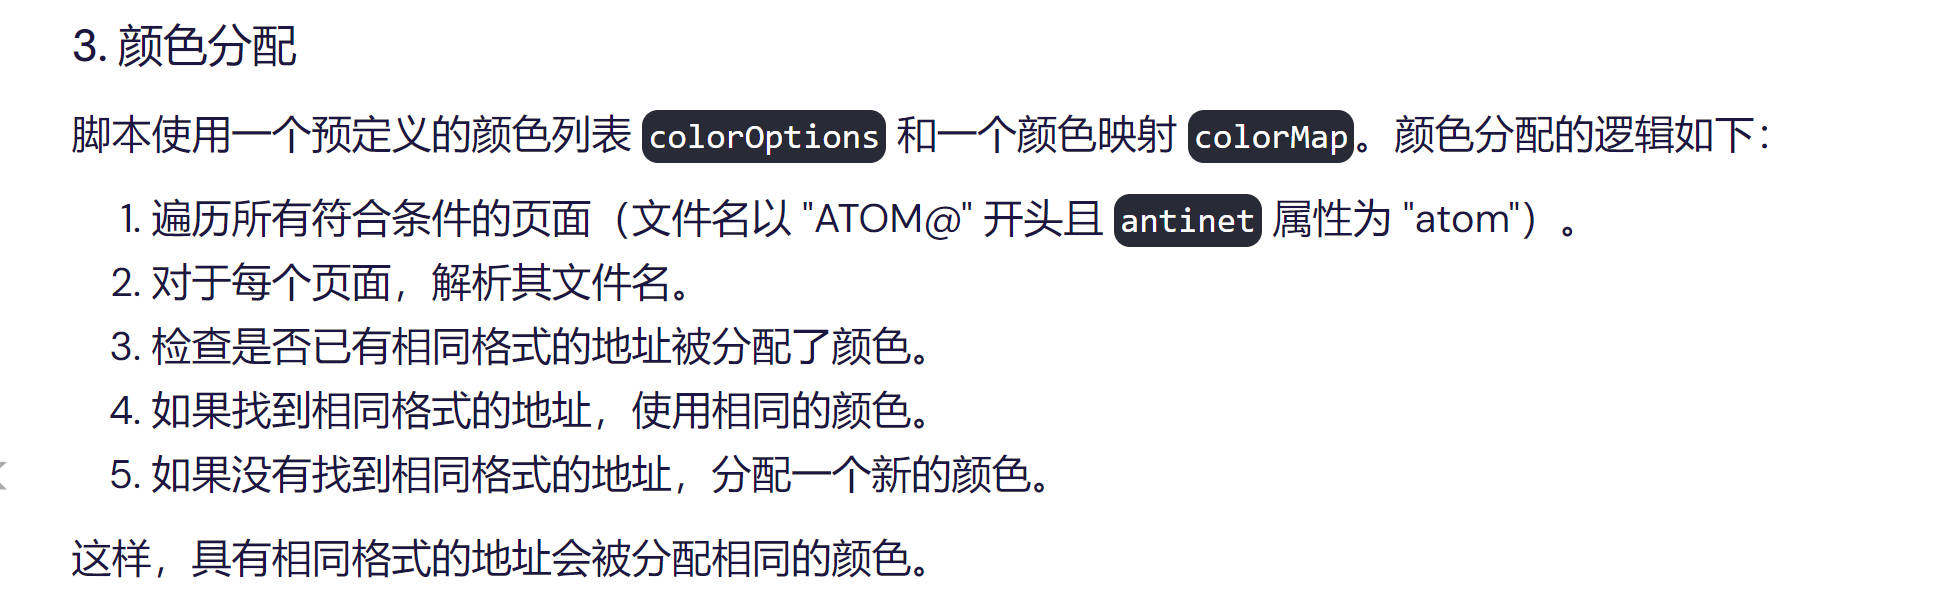 3. 颜色分配
脚本使用一个预定义的颜色列表 colorOptions 和一个颜色映射 colorMap。颜色分配的逻辑如下：
1. 遍历所有符合条件的页面（文件名以 "ATOM@" 开头且 antinet 属性为 "atom"）。
2. 对于每个页面，解析其文件名。
3. 检查是否已有相同格式的地址被分配了颜色。
4. 如果找到相同格式的地址，使用相同的颜色。
5. 如果没有找到相同格式的地址，分配一个新的颜色。
这样，具有相同格式的地址会被分配相同的颜色。